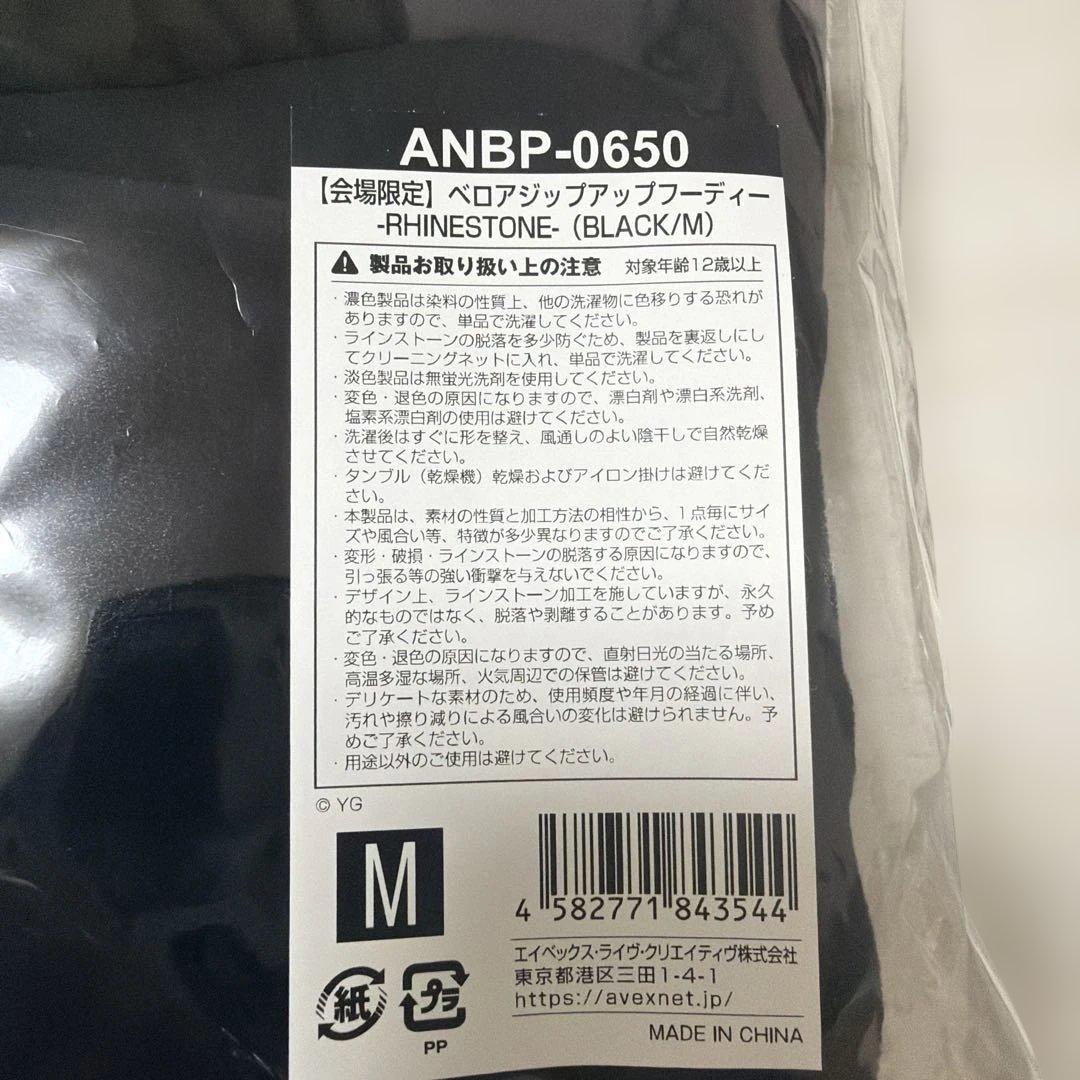 ANBP-0650
【会場限定】ベロアジップアップフーディー
-RHINESTONE-（BLACK/M）
製品お取り扱い上の注意 対象年齢12歳以上
・濃色製品は染料の性質上、他の洗濯物に色移りする恐れが
ありますので、単品で洗濯してください。
・ラインストーンの脱落を多少防ぐため、製品を裏返しにし
てクリーニングネットに入れ、単品で洗濯してください。
・淡色製品は無蛍光洗剤を使用してください。
・変色・退色の原因になりますので、漂白剤や漂白系洗剤、
塩素系漂白剤の使用は避けてください。
・洗濯後はすぐに形を整え、風通しのよい陰干しで自然乾燥
させてください。
・タンブル（乾燥機）乾燥およびアイロン掛けは避けてくだ
さい。
・本製品は、素材の性質と加工方法の相性から、1点毎にサイ
ズや風合い等、特徴が多少異なりますのでご了承ください。
・変形・破損・ラインストーンの脱落する原因になりますので、
引っ張る等の強い衝撃を与えないでください。
・デザイン上、ラインストーン加工を施していますが、永久
的なものではなく、脱落や剥離することがあります。予め
ご了承ください。
・変色・退色の原因になりますので、直射日光の当たる場所、
高温多湿な場所、火気周辺での保管は避けてください。
・デリケートな素材のため、使用頻度や年月の経過に伴い、
汚れや擦り減りによる風合いの変化は避けられません。予
めご了承ください。
・用途以外のご使用は避けてください。
© YG
M
4 582771 843544
エイベックス・ライヴ・クリエイティヴ株式会社
東京都港区三田1-4-1
https://avexnet.jp/
紙
プラ
PP
MADE IN CHINA